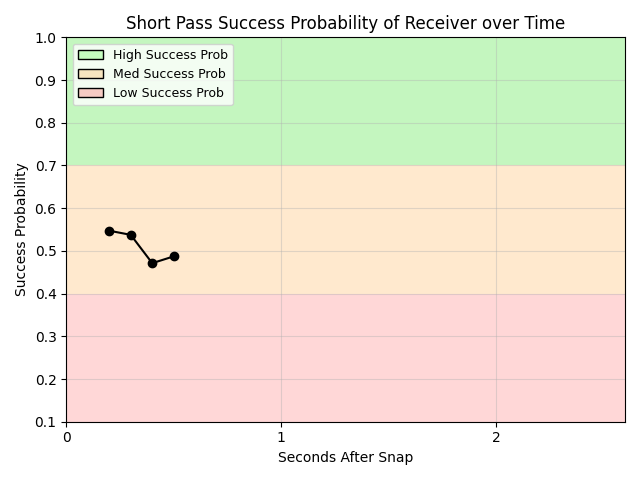 Short Pass Success Probability of Receiver over Time
High Success Prob
Med Success Prob
Low Success Prob
Success Probability
1.0
0.9
0.8
0.7
0.6
0.5
0.4
0.3
0.2
0.1
0
1
2
Seconds After Snap